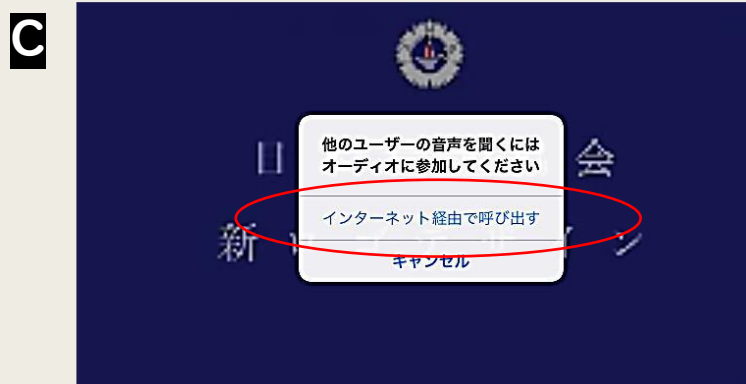 C
日 会
他のユーザーの音声を聞くには
オーディオに参加してください
インターネット経由で呼び出す
新 ン
キャンセル